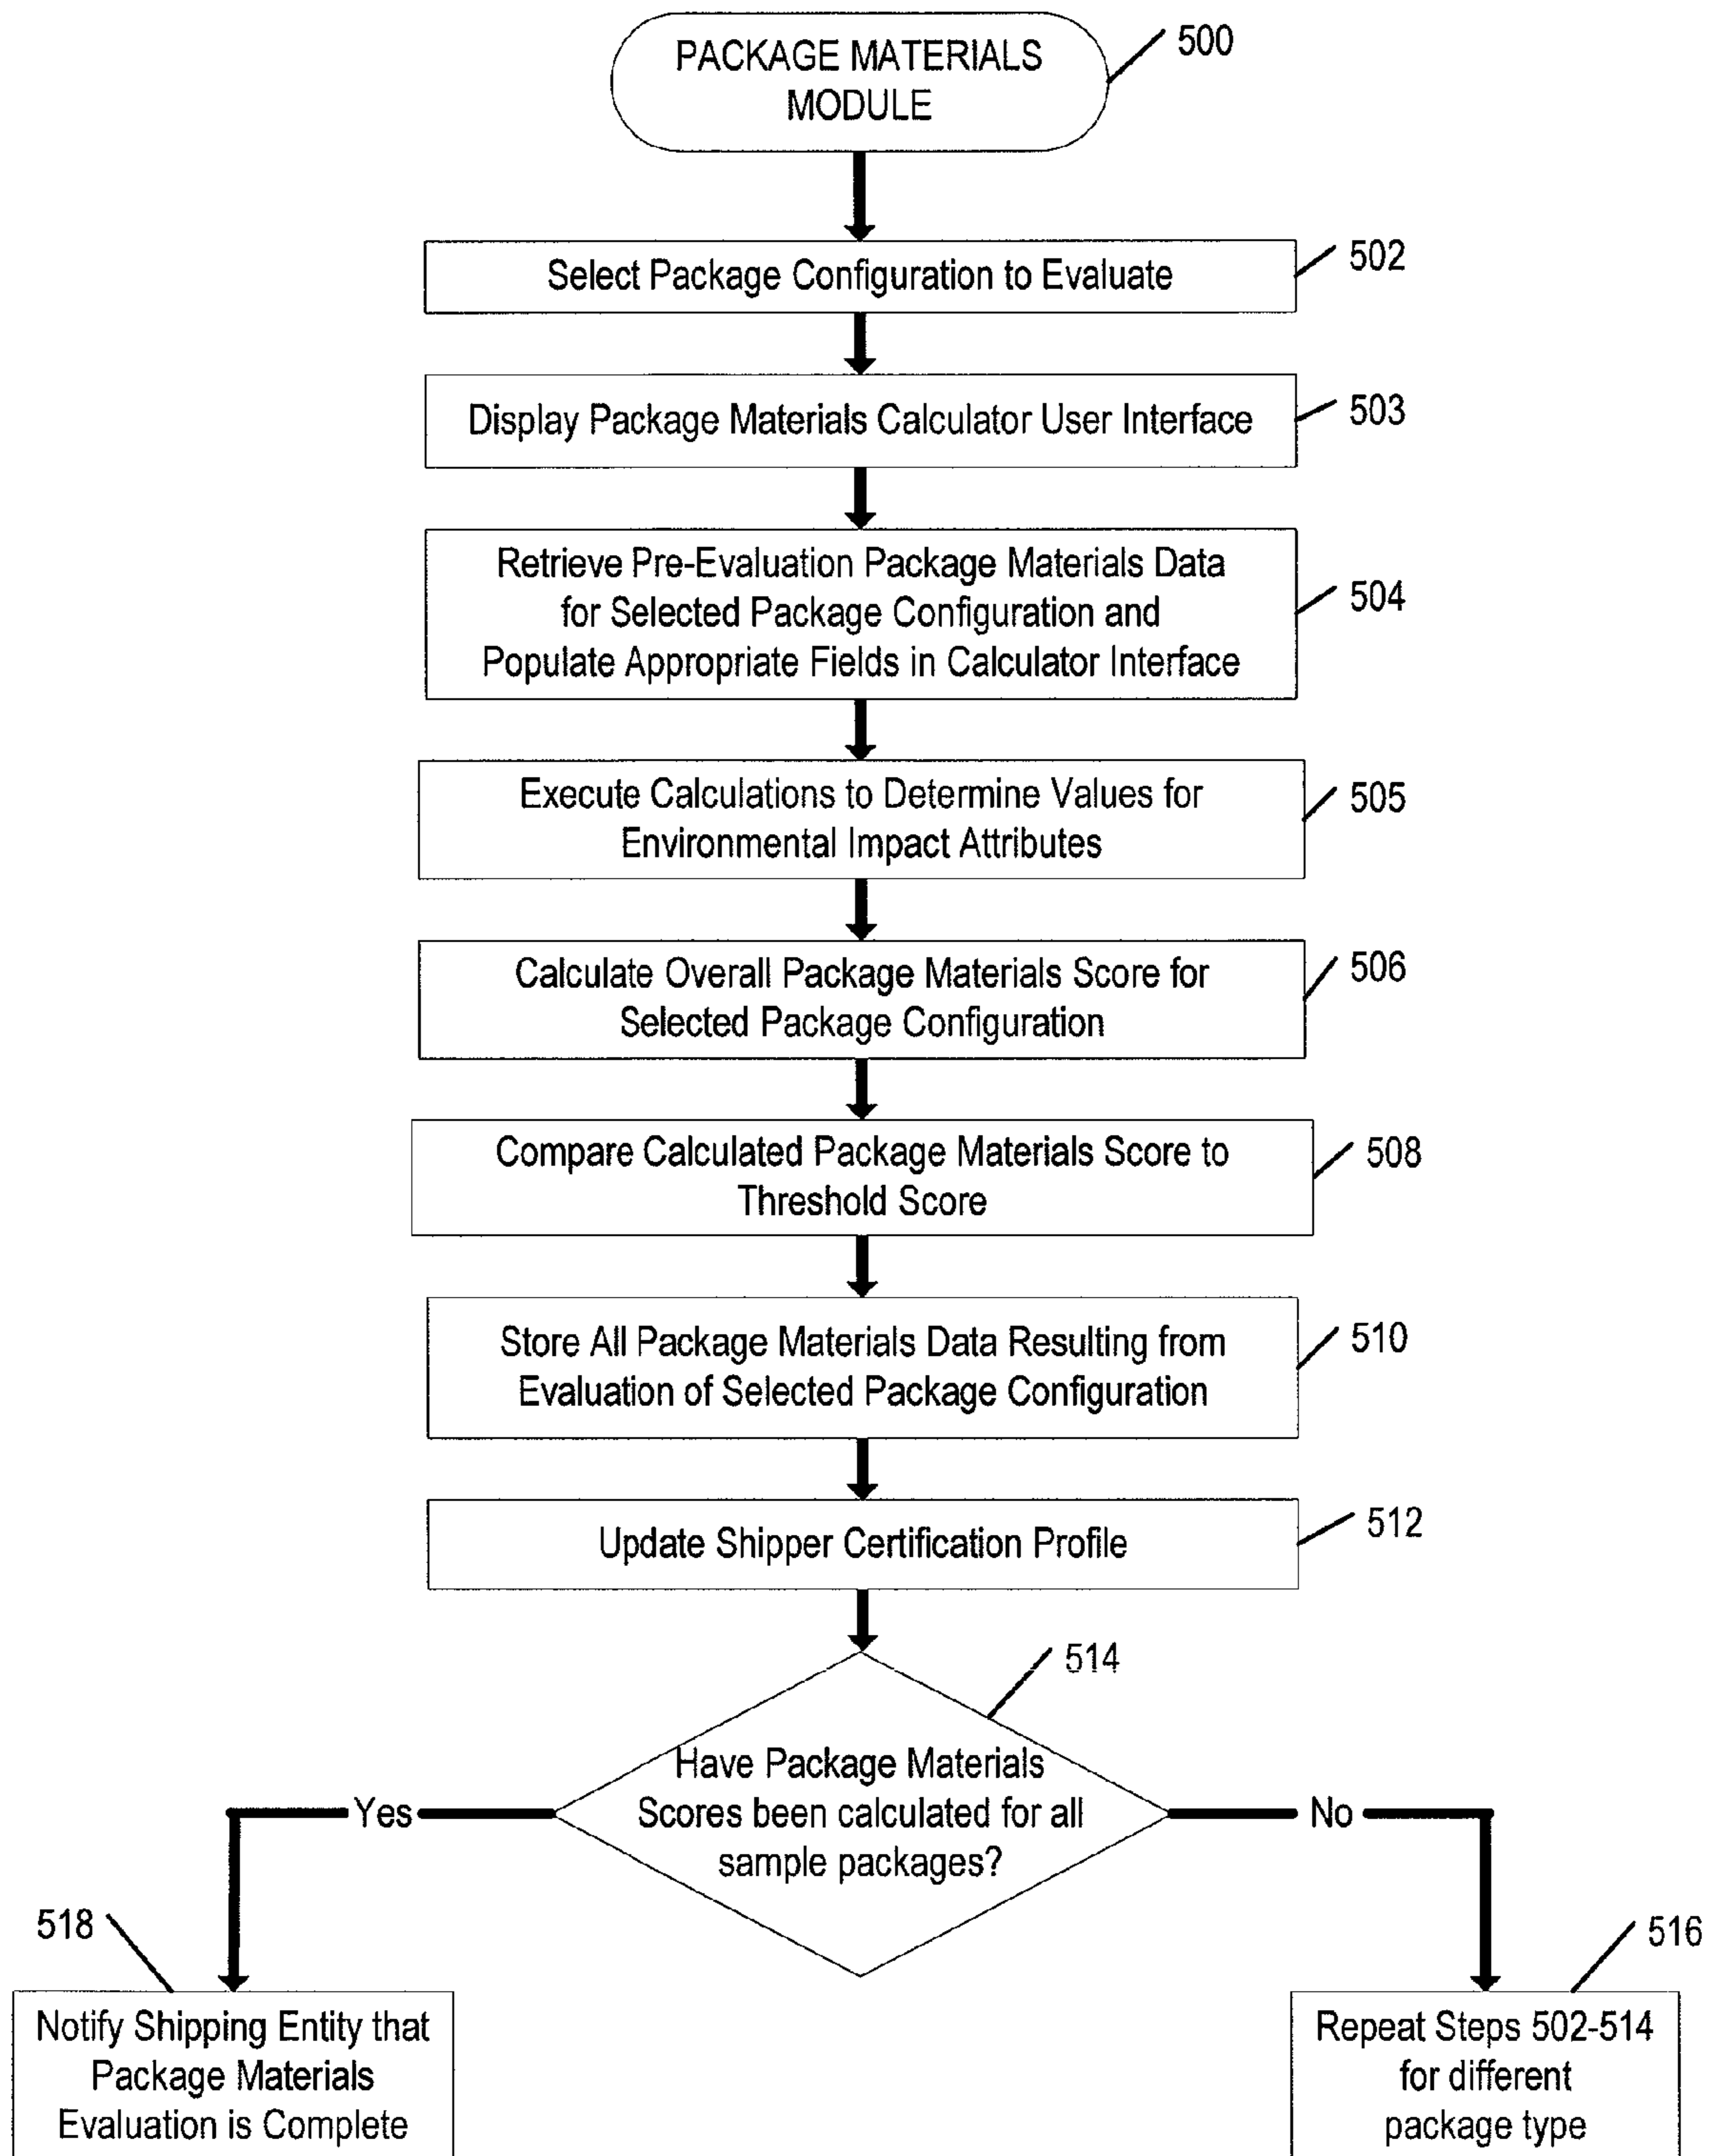 PACKAGE MATERIALS
MODULE
500
Select Package Configuration to Evaluate
502
Display Package Materials Calculator User Interface
503
Retrieve Pre-Evaluation Package Materials Data
for Selected Package Configuration and
Populate Appropriate Fields in Calculator Interface
504
Execute Calculations to Determine Values for
Environmental Impact Attributes
505
Calculate Overall Package Materials Score for
Selected Package Configuration
506
Compare Calculated Package Materials Score to
Threshold Score
508
Store All Package Materials Data Resulting from
Evaluation of Selected Package Configuration
510
Update Shipper Certification Profile
512
514
Have Package Materials
Scores been calculated for all
sample packages?
Yes
No
518
Notify Shipping Entity that
Package Materials
Evaluation is Complete
516
Repeat Steps 502-514
for different
package type